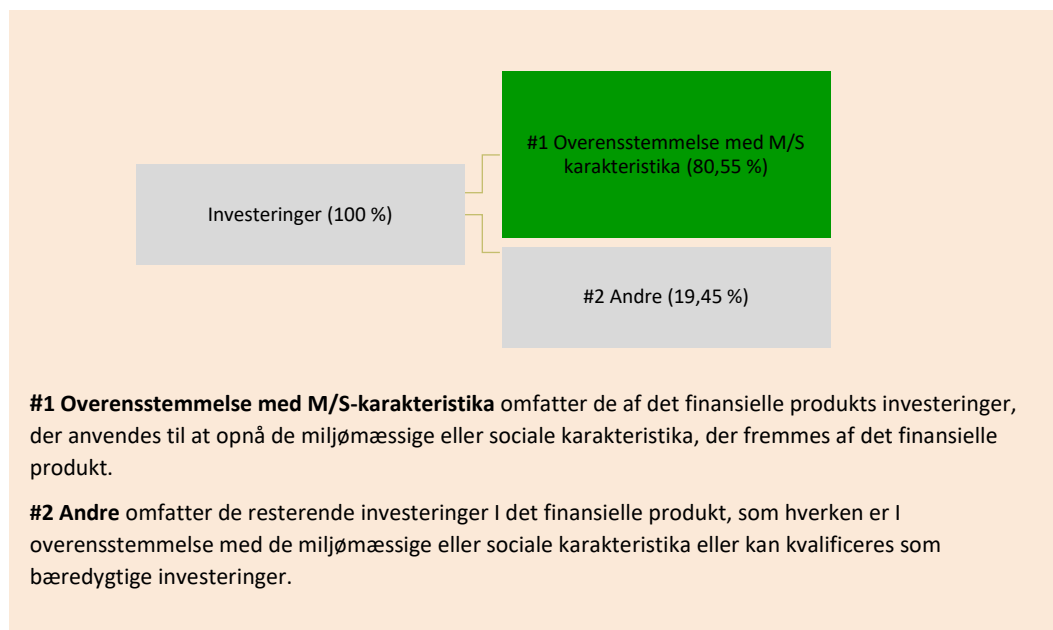 #1 Overensstemmelse med M/S
karakteristika (80,55 %)
Investeringer (100 %)
#2 Andre (19,45 %)
#1 Overensstemmelse med M/S-karakteristika omfatter de af det finansielle produkts investeringer,
der anvendes til at opnå de miljømæssige eller sociale karakteristika, der fremmes af det finansielle
produkt.
#2 Andre omfatter de resterende investeringer I det finansielle produkt, som hverken er I
overensstemmelse med de miljømæssige eller sociale karakteristika eller kan kvalificeres som
bæredygtige investeringer.